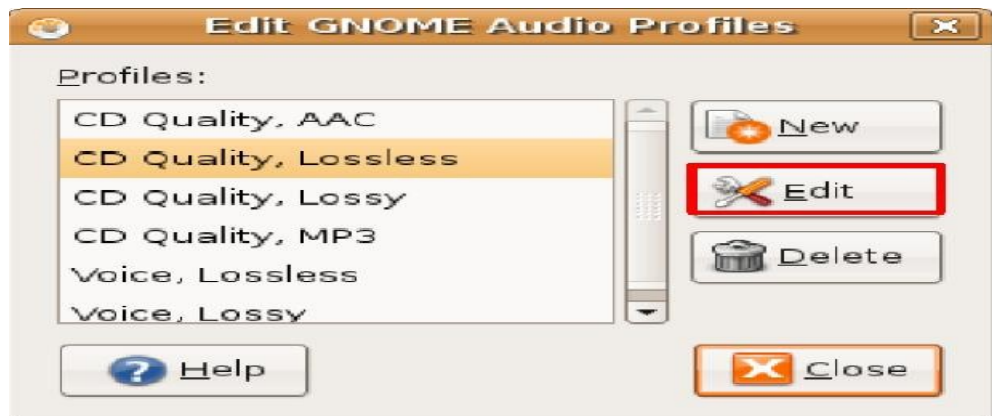 Edit GNOME Audio Profiles
Profiles:
CD Quality, AAC
CD Quality, Lossless
CD Quality, Lossy
CD Quality, MP3
Voice, Lossless
Voice, Lossy
New
Edit
Delete
Help
Close